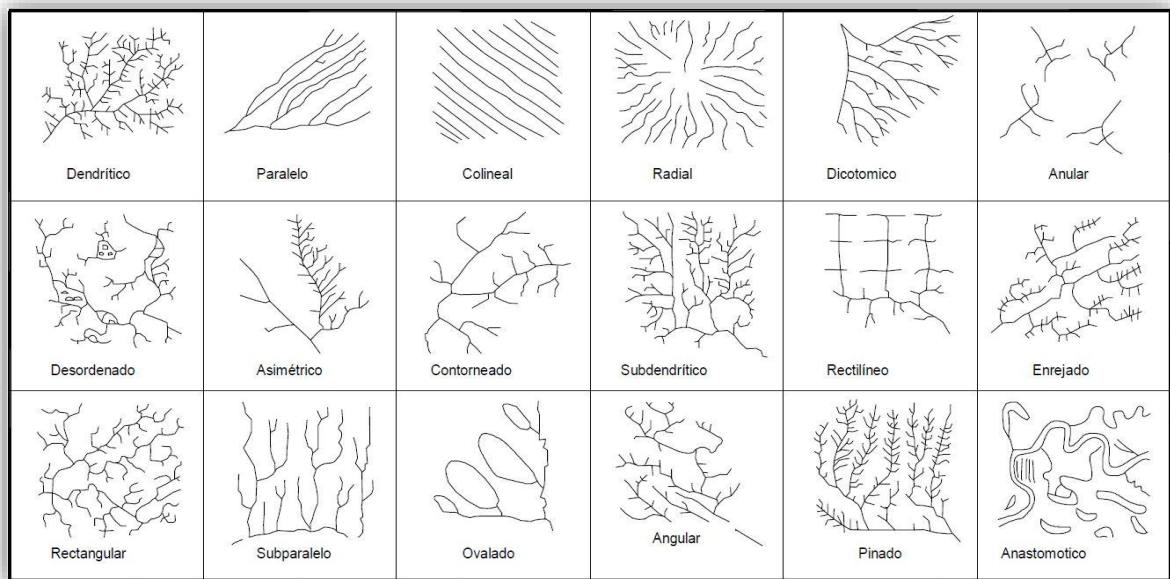 Dendrítico
Paralelo
Colineal
Radial
Dicotomico
Anular
Desordenado
Asimétrico
Contorneado
Subdendrítico
Rectilíneo
Enrejado
Rectangular
Subparalelo
Ovalado
Angular
Pinado
Anastomotico